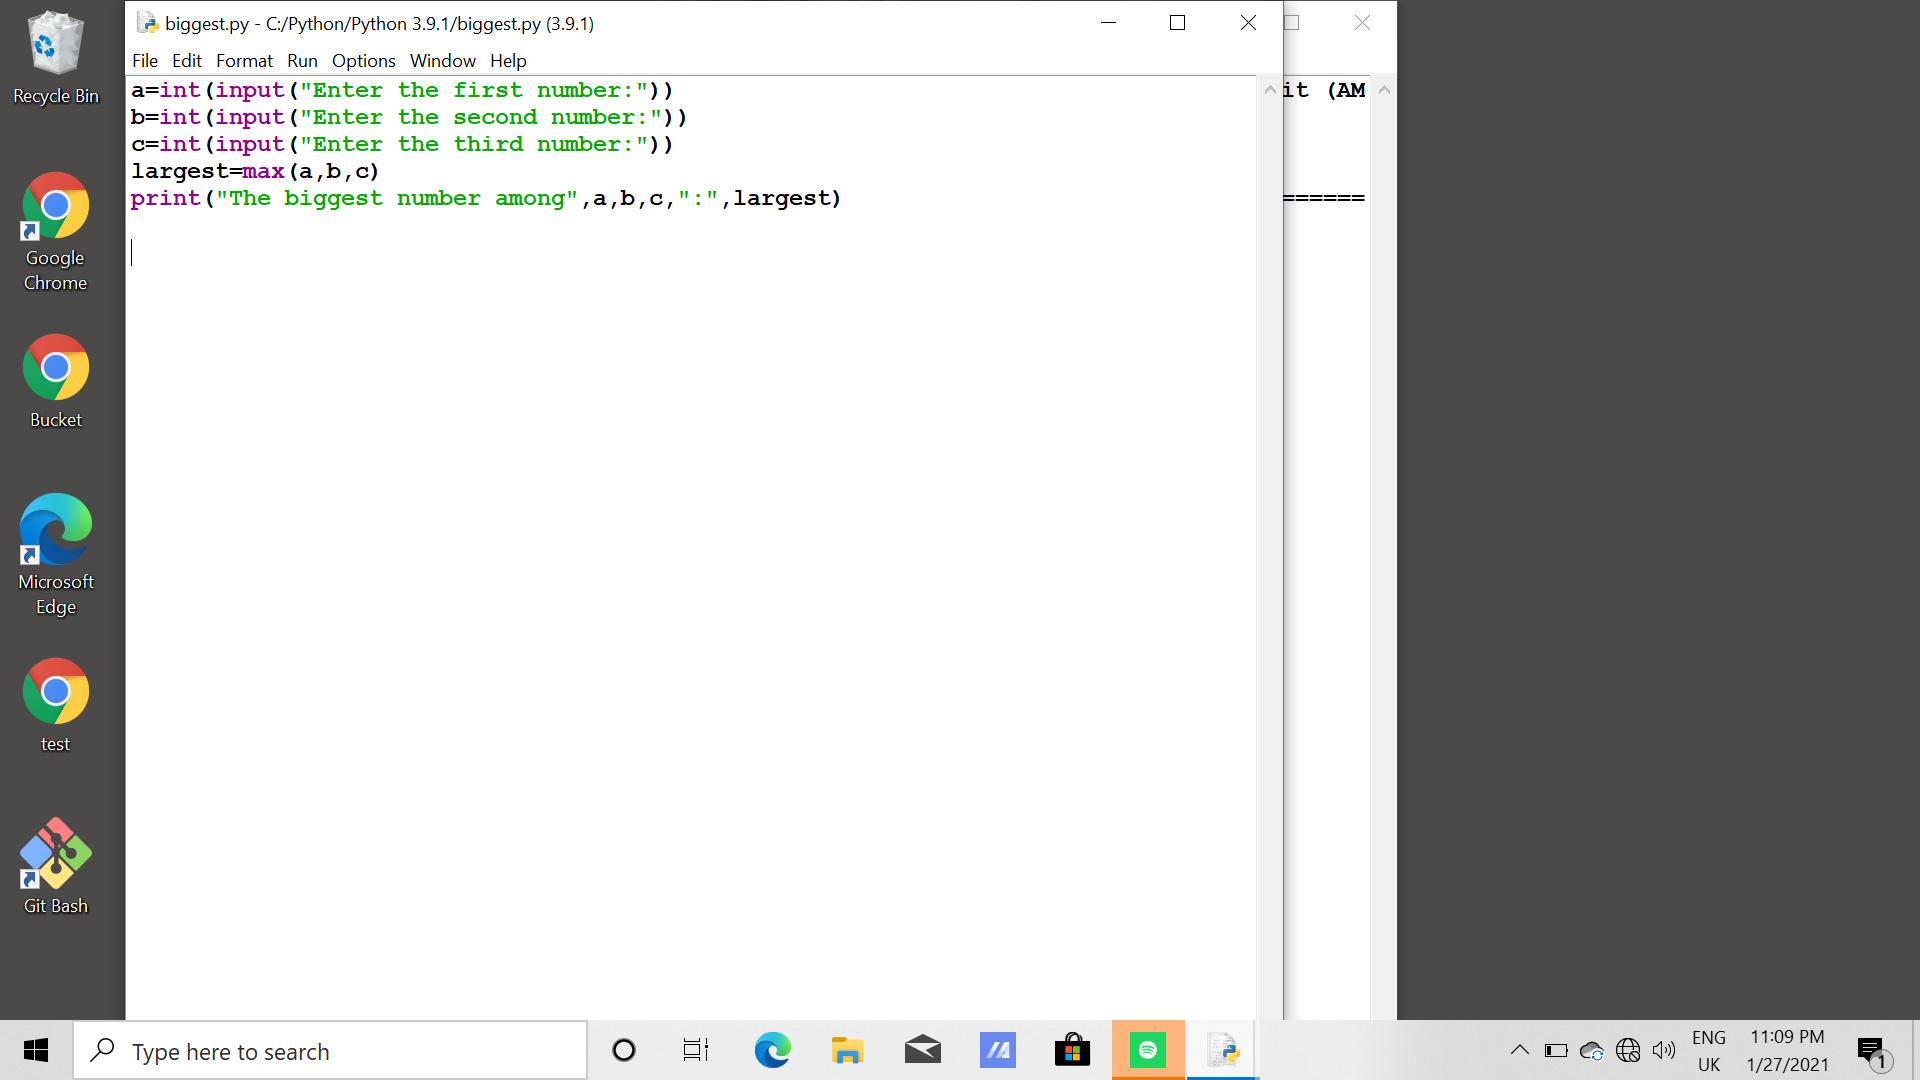 Recycle Bin
Google
Chrome
Bucket
Microsoft
Edge
test
Git Bash
biggest.py - C:/Python/Python 3.9.1/biggest.py (3.9.1)
File Edit Format Run Options Window Help
a=int(input("Enter the first number:"))
b=int(input("Enter the second number:"))
c=int(input("Enter the third number:"))
largest=max(a,b,c)
print("The biggest number among",a,b,c,":",largest)
it (AM
======
Type here to search
ENG
UK
11:09 PM
1/27/2021
1